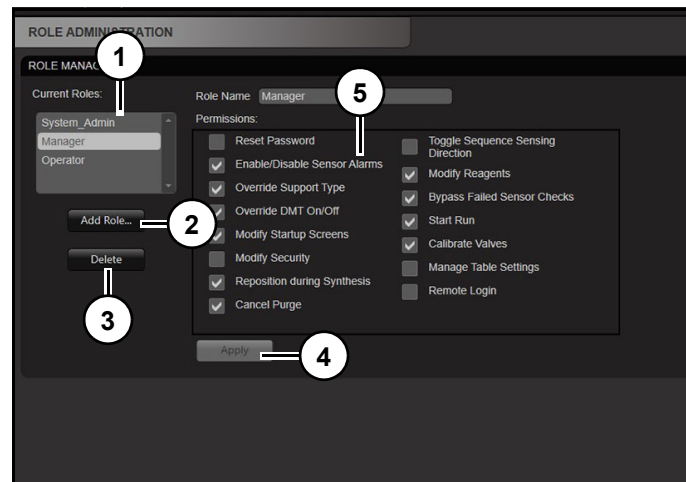 ROLE ADMINISTRATION
1
ROLE MANAG
5
Current Roles:
Role Name Manager
System_Admin
Manager
Operator
Permissions:
Reset Password
Enable/Disable Sensor Alarms
Override Support Type
Override DMT On/Off
Modify Startup Screens
Modify Security
Reposition during Synthesis
Cancel Purge
Toggle Sequence Sensing
Direction
Modify Reagents
Bypass Failed Sensor Checks
Start Run
Calibrate Valves
Manage Table Settings
Remote Login
Add Role...
2
Delete
3
Apply
4